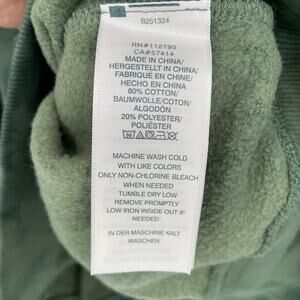 B251324
RN#112790
CA#57414
MADE IN CHINA/
HERGESTELLT IN CHINA/
FABRIQUÉ EN CHINE/
HECHO EN CHINA
80% COTTON/
BAUMWOLLE/COTON/
ALGODÓN
20% POLYESTER/
POLIÉSTER
MACHINE WASH COLD
WITH LIKE COLORS
ONLY NON-CHLORINE BLEACH
WHEN NEEDED
TUMBLE DRY LOW
REMOVE PROMPTLY
LOW IRON INSIDE OUT IF
NEEDED
IN DER MASCHINE KALT
WASCHEN